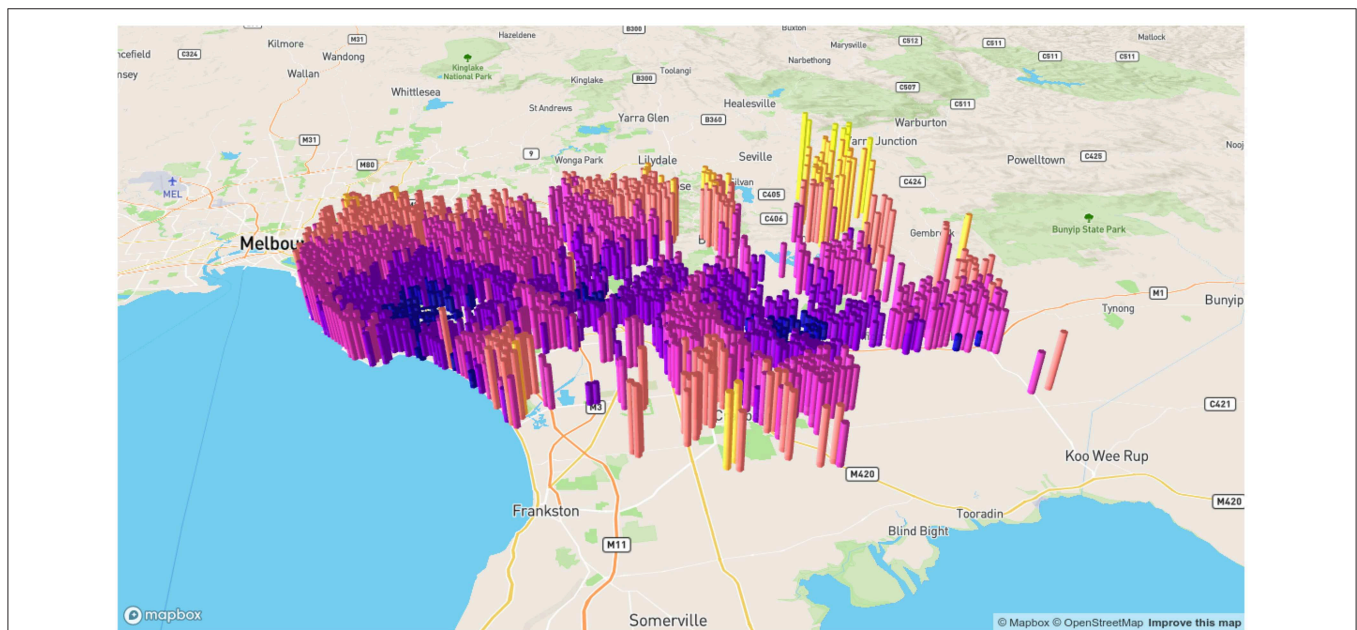 Hazeldene
B300
Buxton
Matlock
M31
C512
C511
Kilmore
Marysville
ncefield
C324
Wandong
Kinglake
National Park
Narbethong
C511
C511
nsey
Wallan
Toolangi
Kinglake
B300
C507
Whittlesea
St Andrews
Healesville
C511
Yarra Glen
B360
Warburton
M31
Junction
Nooj
9
Wonga Park
Lilydale
Seville
Powelltown
C425
M80
MEL
C424
C405
C406
Gembrook
Bunyip State Park
Melbou
M1
Bunyip
Tynong
M3
C421
Koo Wee Rup
M420
M420
Frankston
Tooradin
Blind Bight
M11
mapbox
Somerville
© Mapbox © OpenStreetMap Improve this map